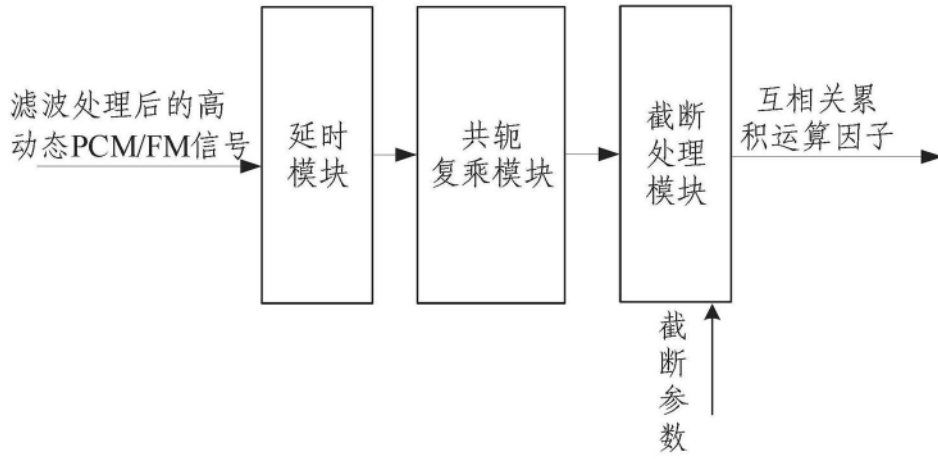 滤波处理后的高
动态PCM/FM信号
延时
模块
共轭
复乘模块
截断
处理
模块
互相关累
积运算因子
截
断
参
数